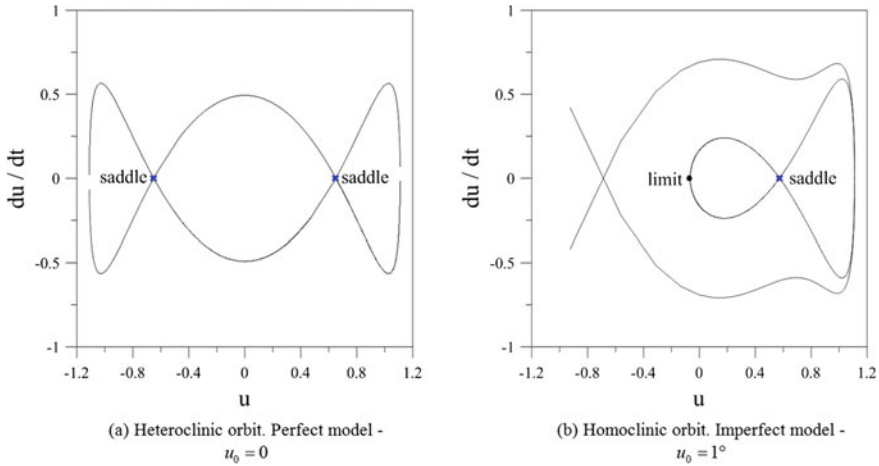 1
0.5
0
-0.5
-1
du / dt
saddle
saddle
-1.2 -0.8 -0.4 0 0.4 0.8 1.2
u
(a) Heteroclinic orbit. Perfect model -
u₀ = 0
1
0.5
0
-0.5
-1
du / dt
limit
saddle
-1.2 -0.8 -0.4 0 0.4 0.8 1.2
u
(b) Homoclinic orbit. Imperfect model -
u₀ = 1°